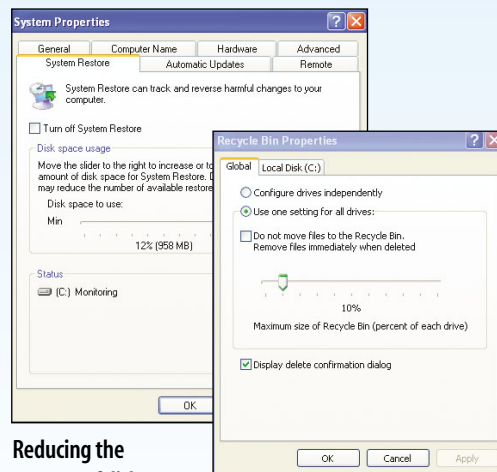 System Properties
General Computer Name Hardware Advanced
System Restore Automatic Updates Remote
System Restore can track and reverse harmful changes to your
computer.
Turn off System Restore
Disk space usage
Move the slider to the right to increase or to
amount of disk space for System Restore.
may reduce the number of available restore
Disk space to use:
Min
12% (958 MB)
Status
(C:) Monitoring
OK
Recycle Bin Properties
Global Local Disk (C:)
Configure drives independently
Use one setting for all drives:
Do not move files to the Recycle Bin.
Remove files immediately when deleted
10%
Maximum size of Recycle Bin (percent of each drive)
Display delete confirmation dialog
OK Cancel Apply
Reducing the